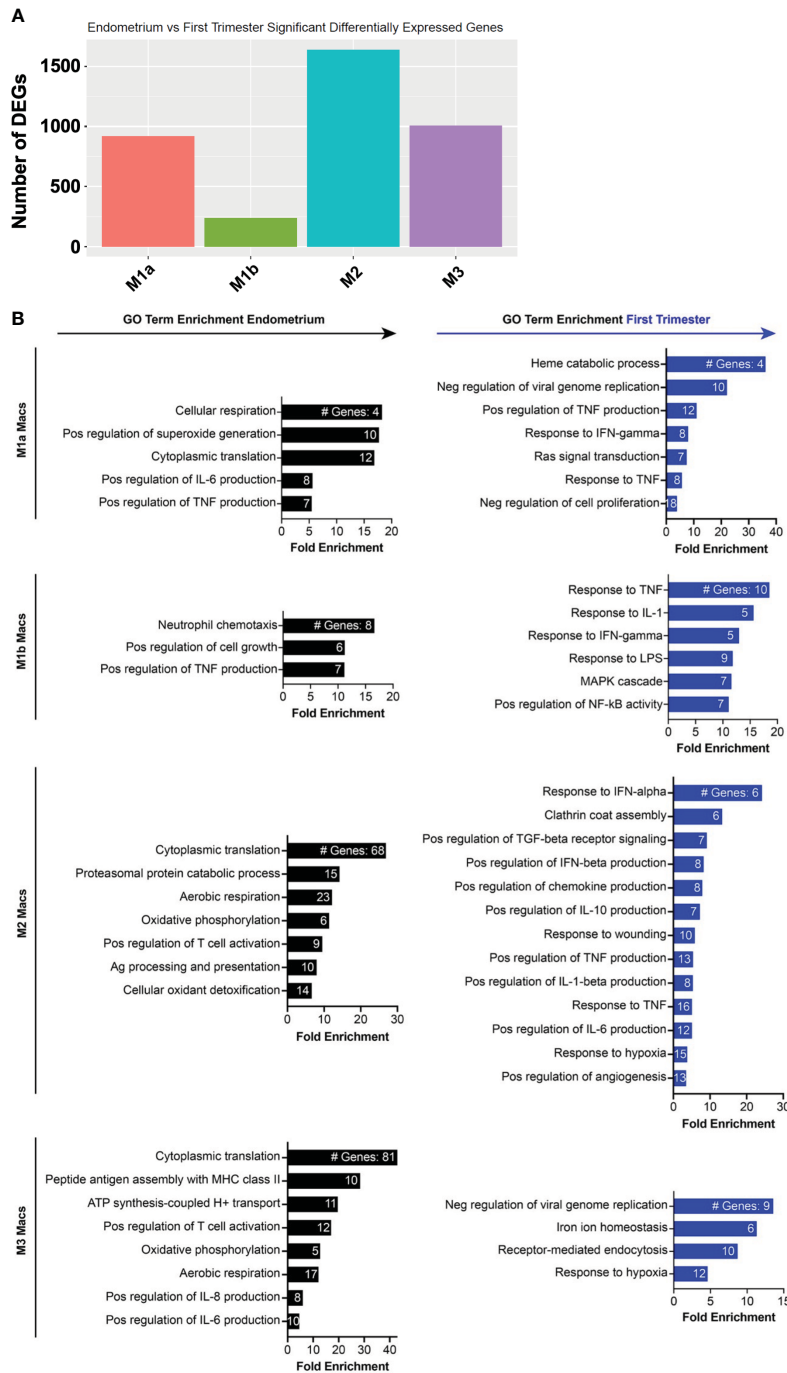 A
Endometrium vs First Trimester Significant Differentially Expressed Genes
Number of DEGs
1500
1000
500
0
M1a
M1b
M2
M3
B
GO Term Enrichment Endometrium
GO Term Enrichment First Trimester
M1a Macs
Cellular respiration # Genes: 4
Pos regulation of superoxide generation 10
Cytoplasmic translation 12
Pos regulation of IL-6 production 8
Pos regulation of TNF production 7
0 5 10 15 20
Fold Enrichment
Heme catabolic process # Genes: 4
Neg regulation of viral genome replication 10
Pos regulation of TNF production 12
Response to IFN-gamma 8
Ras signal transduction 7
Response to TNF 8
Neg regulation of cell proliferation 18
0 10 20 30 40
Fold Enrichment
M1b Macs
Neutrophil chemotaxis # Genes: 8
Pos regulation of cell growth 6
Pos regulation of TNF production 7
0 5 10 15 20
Fold Enrichment
Response to TNF # Genes: 10
Response to IL-1 5
Response to IFN-gamma 5
Response to LPS 9
MAPK cascade 7
Pos regulation of NF-kB activity 7
0 5 10 15 20
Fold Enrichment
M2 Macs
Cytoplasmic translation # Genes: 68
Proteasomal protein catabolic process 15
Aerobic respiration 23
Oxidative phosphorylation 6
Pos regulation of T cell activation 9
Ag processing and presentation 10
Cellular oxidant detoxification 14
0 10 20 30
Fold Enrichment
Response to IFN-alpha # Genes: 6
Clathrin coat assembly 6
Pos regulation of TGF-beta receptor signaling 7
Pos regulation of IFN-beta production 8
Pos regulation of chemokine production 8
Pos regulation of IL-10 production 7
Response to wounding 10
Pos regulation of TNF production 13
Pos regulation of IL-1-beta production 8
Response to TNF 16
Pos regulation of IL-6 production 12
Response to hypoxia 15
Pos regulation of angiogenesis 13
0 10 20 30
Fold Enrichment
M3 Macs
Cytoplasmic translation # Genes: 81
Peptide antigen assembly with MHC class II 10
ATP synthesis-coupled H+ transport 11
Pos regulation of T cell activation 12
Oxidative phosphorylation 5
Aerobic respiration 17
Pos regulation of IL-8 production 8
Pos regulation of IL-6 production 10
0 10 20 30 40
Fold Enrichment
Neg regulation of viral genome replication # Genes: 9
Iron ion homeostasis 6
Receptor-mediated endocytosis 10
Response to hypoxia 12
0 5 10 15
Fold Enrichment